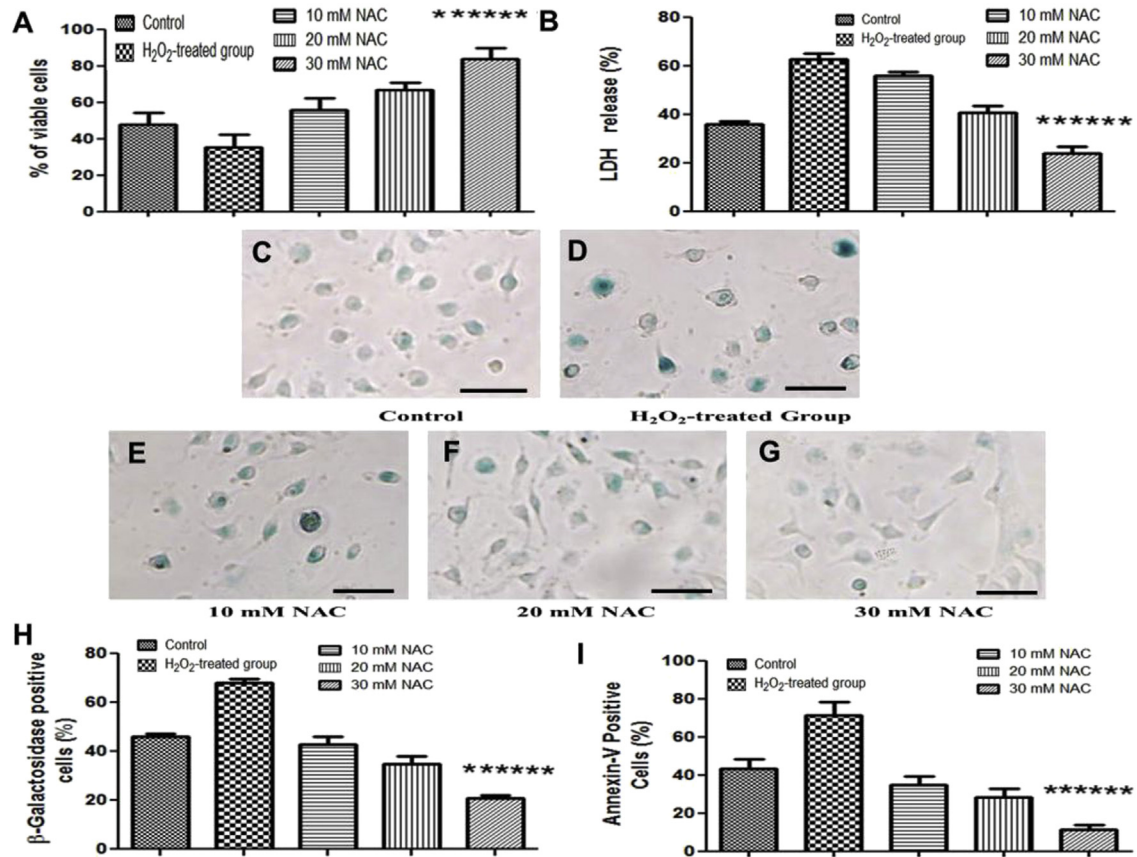 A
Control
H₂O₂-treated group
10 mM NAC
20 mM NAC
30 mM NAC
******
% of viable cells
100
80
60
40
20
0
B
Control
H₂O₂-treated group
10 mM NAC
20 mM NAC
30 mM NAC
******
LDH release (%)
80
60
40
20
0
C
Control
D
H₂O₂-treated Group
E
10 mM NAC
F
20 mM NAC
G
30 mM NAC
H
Control
H₂O₂-treated group
10 mM NAC
20 mM NAC
30 mM NAC
******
β-Galactosidase positive
cells (%)
80
60
40
20
0
I
Control
H₂O₂-treated group
10 mM NAC
20 mM NAC
30 mM NAC
******
Annexin-V Positive
Cells (%)
100
80
60
40
20
0